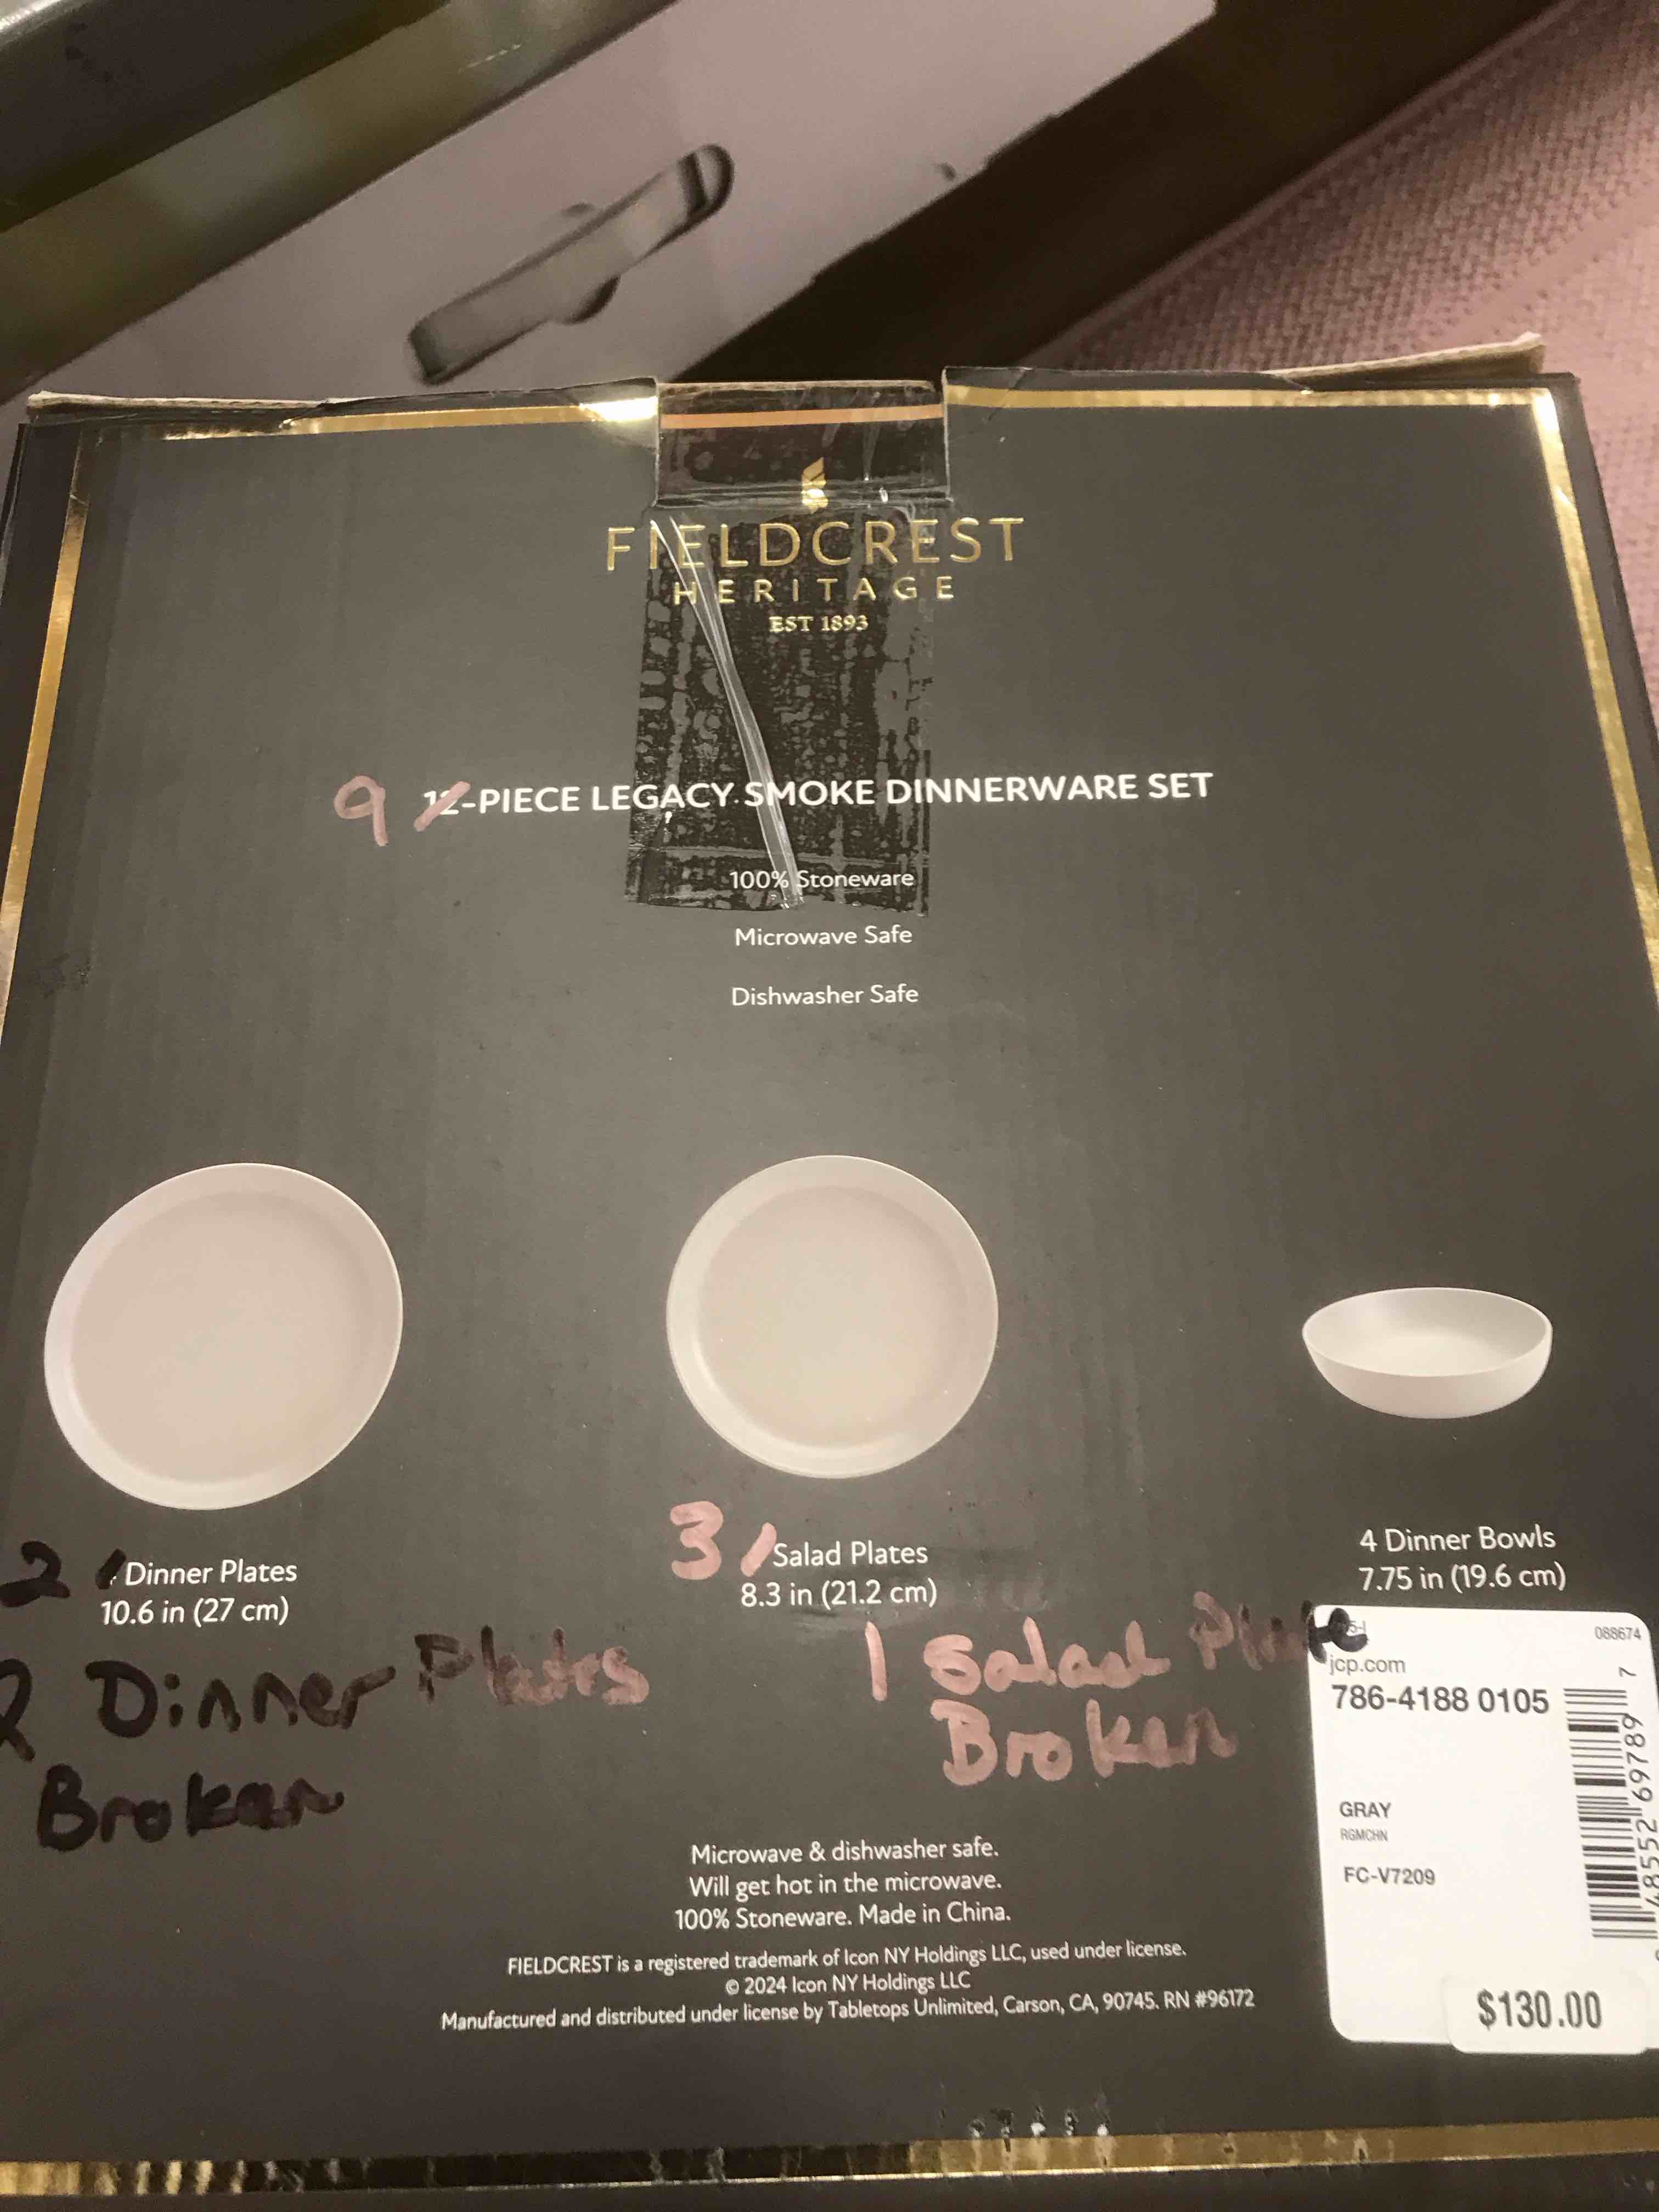 FIELDCREST
HERITAGE
EST 1893
9 12-PIECE LEGACY SMOKE DINNERWARE SET
100% Stoneware
Microwave Safe
Dishwasher Safe
2 Dinner Plates
10.6 in (27 cm)
2 Dinner Plates
Broken
3 Salad Plates
8.3 in (21.2 cm)
1 Salad Plate
Broken
4 Dinner Bowls
7.75 in (19.6 cm)
088674
jcp.com
786-4188 0105
GRAY
RGMCHN
FC-V7209
48552 69789 7
$130.00
Microwave & dishwasher safe.
Will get hot in the microwave.
100% Stoneware. Made in China.
FIELDCREST is a registered trademark of Icon NY Holdings LLC, used under license.
© 2024 Icon NY Holdings LLC
Manufactured and distributed under license by Tabletops Unlimited, Carson, CA, 90745. RN #96172